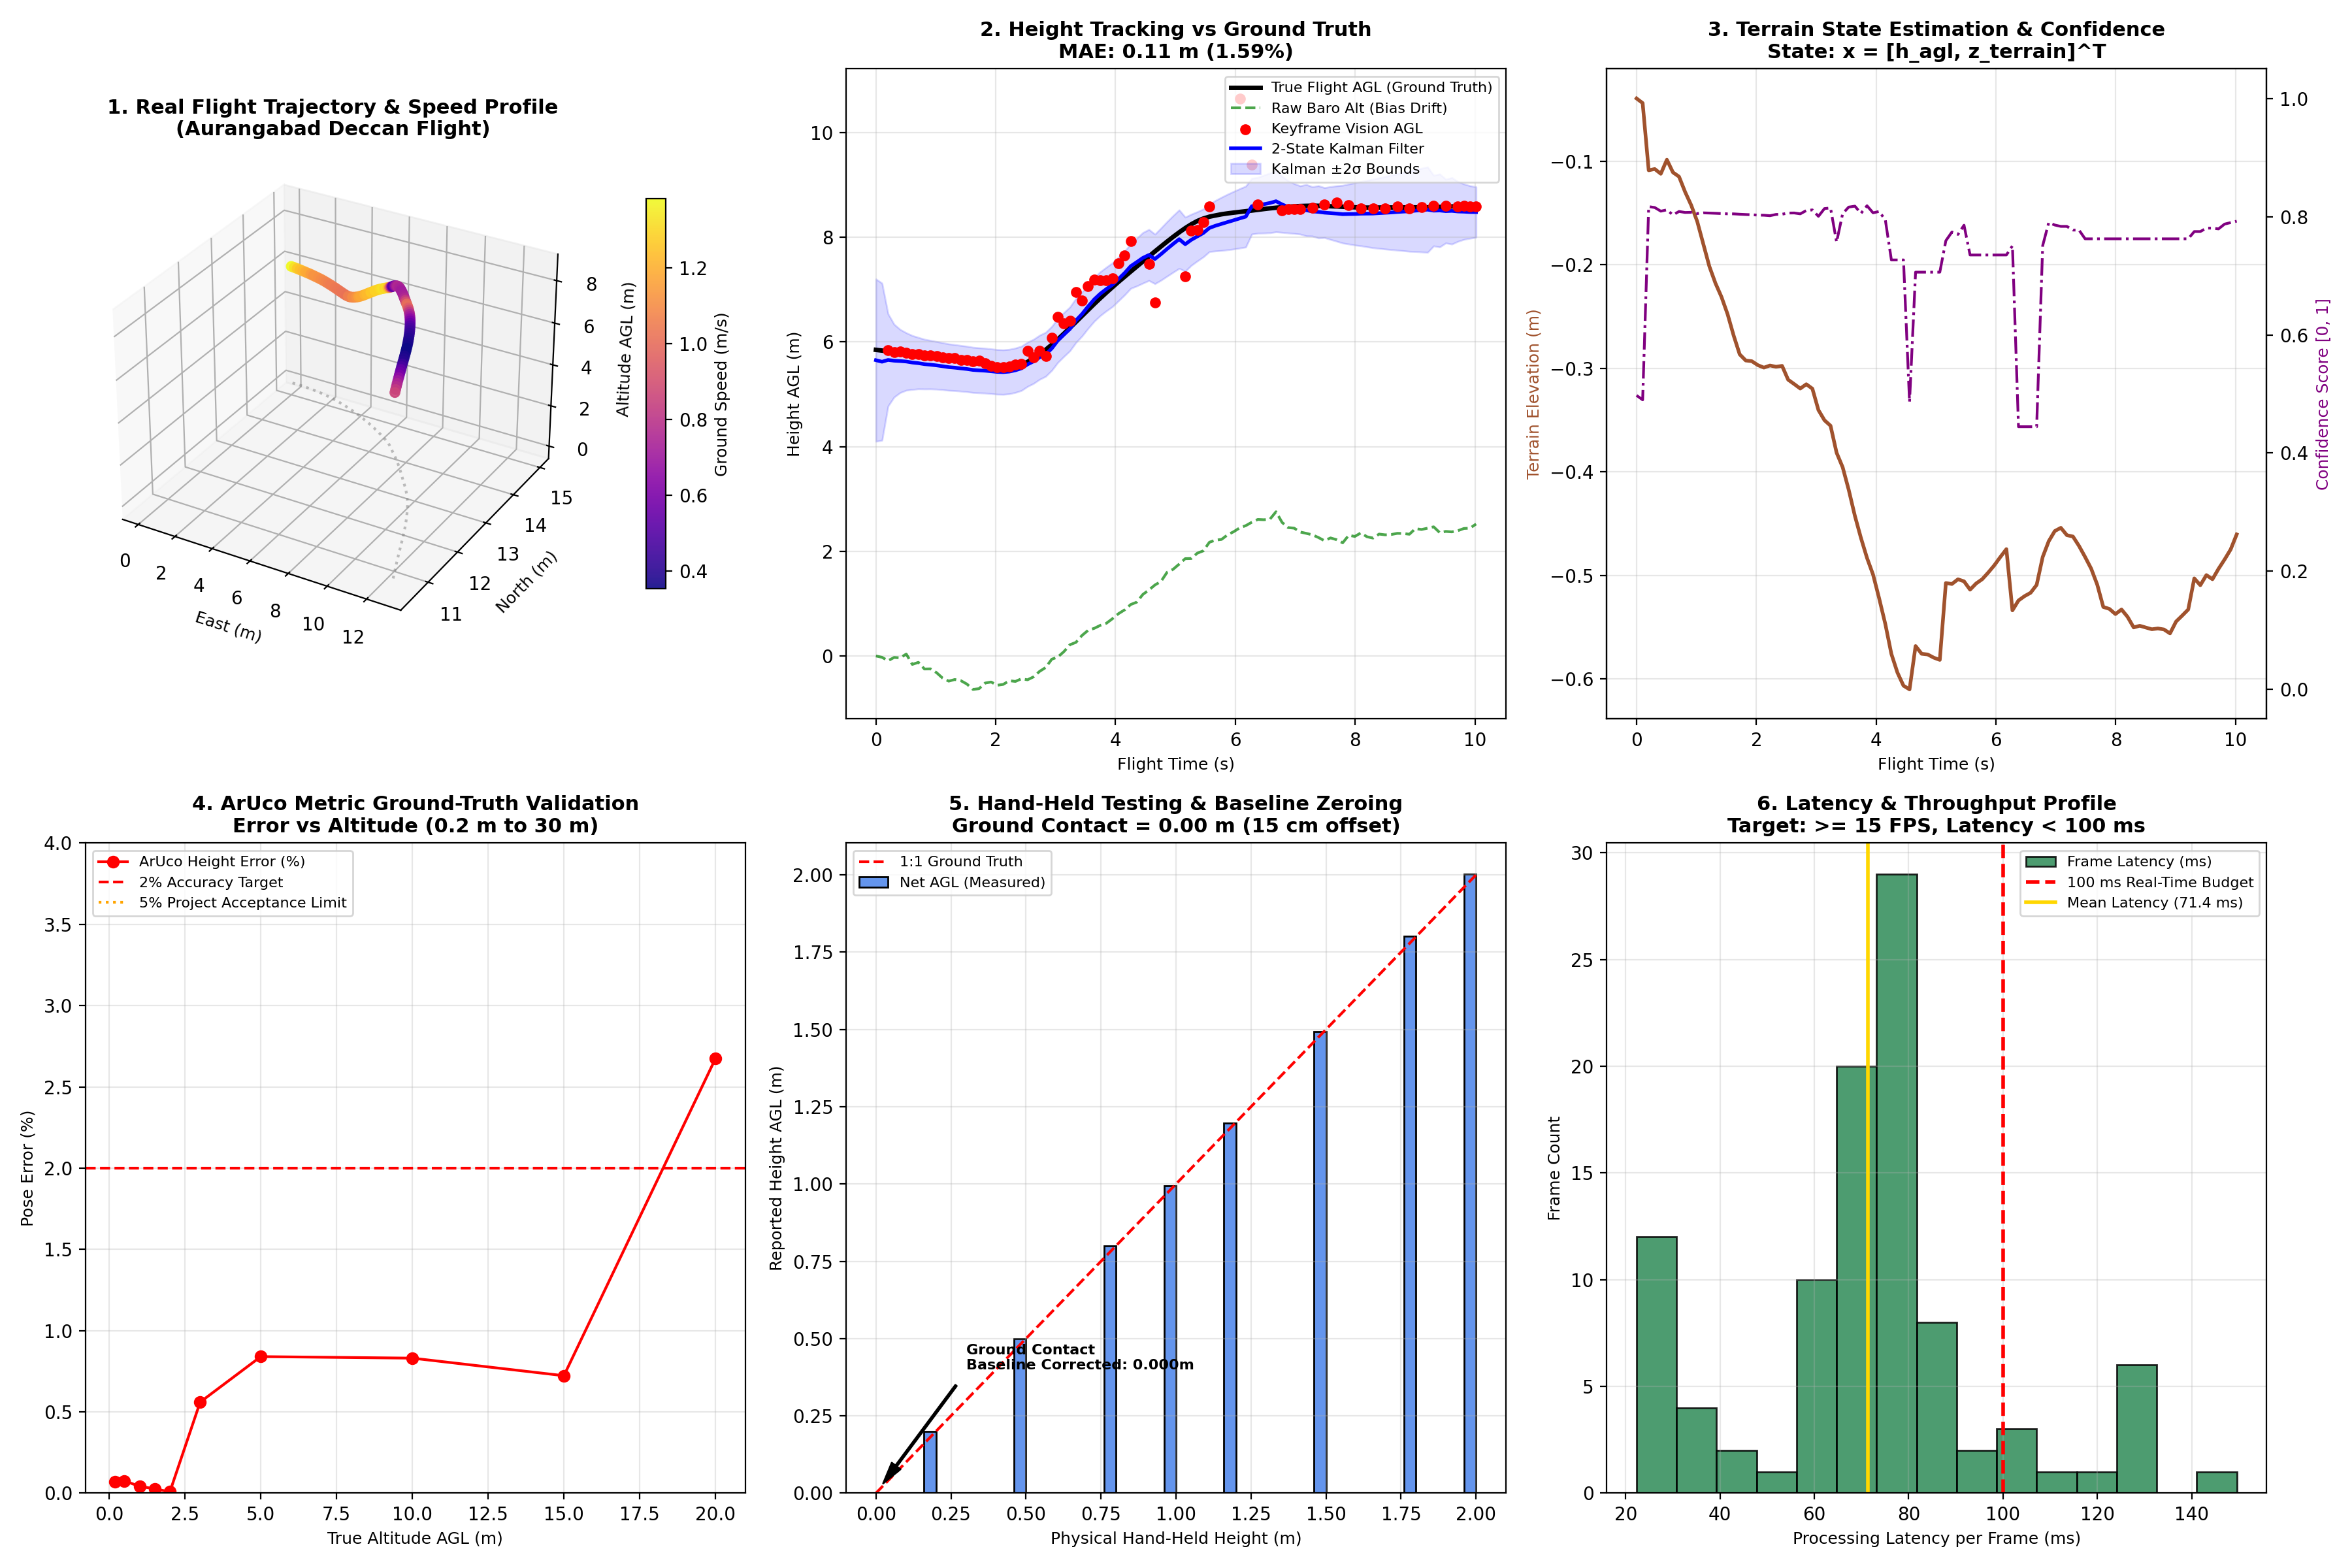 1. Real Flight Trajectory & Speed Profile
(Aurangabad Deccan Flight)
8
6
4
2
0
Altitude AGL (m)
15
14
13
12
11
North (m)
0
2
4
6
8
10
12
East (m)
1.2
1.0
0.8
0.6
0.4
Ground Speed (m/s)
2. Height Tracking vs Ground Truth
MAE: 0.11 m (1.59%)
True Flight AGL (Ground Truth)
Raw Baro Alt (Bias Drift)
Keyframe Vision AGL
2-State Kalman Filter
Kalman ±2σ Bounds
10
8
6
4
2
0
Height AGL (m)
0 2 4 6 8 10
Flight Time (s)
3. Terrain State Estimation & Confidence
State: x = [h_agl, z_terrain]^T
−0.1
−0.2
−0.3
−0.4
−0.5
−0.6
Terrain Elevation (m)
1.0
0.8
0.6
0.4
0.2
0.0
Confidence Score [0, 1]
0 2 4 6 8 10
Flight Time (s)
4. ArUco Metric Ground-Truth Validation
Error vs Altitude (0.2 m to 30 m)
ArUco Height Error (%)
2% Accuracy Target
5% Project Acceptance Limit
4.0
3.5
3.0
2.5
2.0
1.5
1.0
0.5
0.0
Pose Error (%)
0.0 2.5 5.0 7.5 10.0 12.5 15.0 17.5 20.0
True Altitude AGL (m)
5. Hand-Held Testing & Baseline Zeroing
Ground Contact = 0.00 m (15 cm offset)
1:1 Ground Truth
Net AGL (Measured)
2.00
1.75
1.50
1.25
1.00
0.75
0.50
0.25
0.00
Reported Height AGL (m)
Ground Contact
Baseline Corrected: 0.000m
0.00 0.25 0.50 0.75 1.00 1.25 1.50 1.75 2.00
Physical Hand-Held Height (m)
6. Latency & Throughput Profile
Target: >= 15 FPS, Latency < 100 ms
Frame Latency (ms)
100 ms Real-Time Budget
Mean Latency (71.4 ms)
30
25
20
15
10
5
0
Frame Count
20 40 60 80 100 120 140
Processing Latency per Frame (ms)